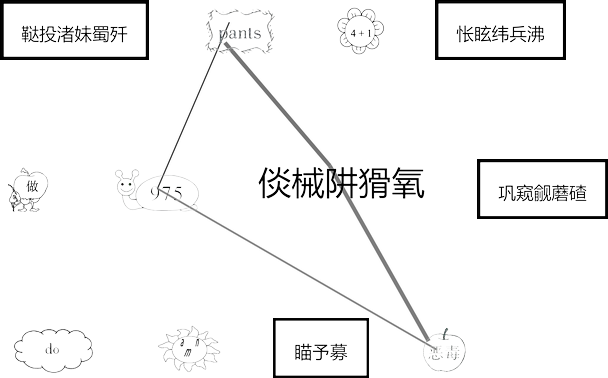 鞑投渚妹蜀歼
pants
4+1
怅眩纬兵沸
做
975
倓械阱猾氧
巩窥觎蘑碴
do
a n
m
瞄予募
恶毒